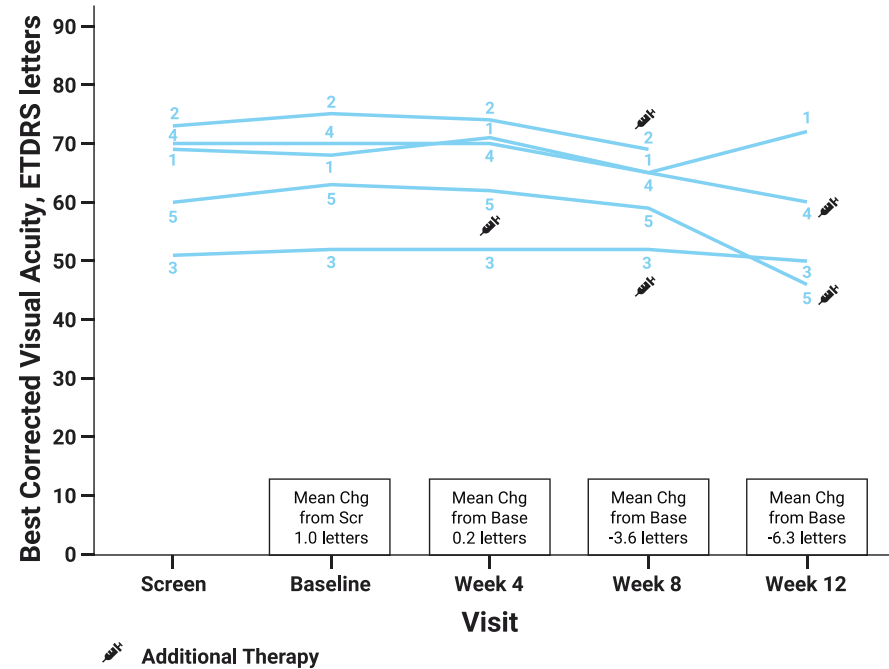 Best Corrected Visual Acuity, ETDRS letters
90
80
70
60
50
40
30
20
10
0
2
4
1
5
3
2
4
1
5
3
2
1
4
5
3
2
1
4
5
3
1
4
3
5
Mean Chg
from Scr
1.0 letters
Mean Chg
from Base
0.2 letters
Mean Chg
from Base
-3.6 letters
Mean Chg
from Base
-6.3 letters
Screen Baseline Week 4 Week 8 Week 12
Visit
Additional Therapy